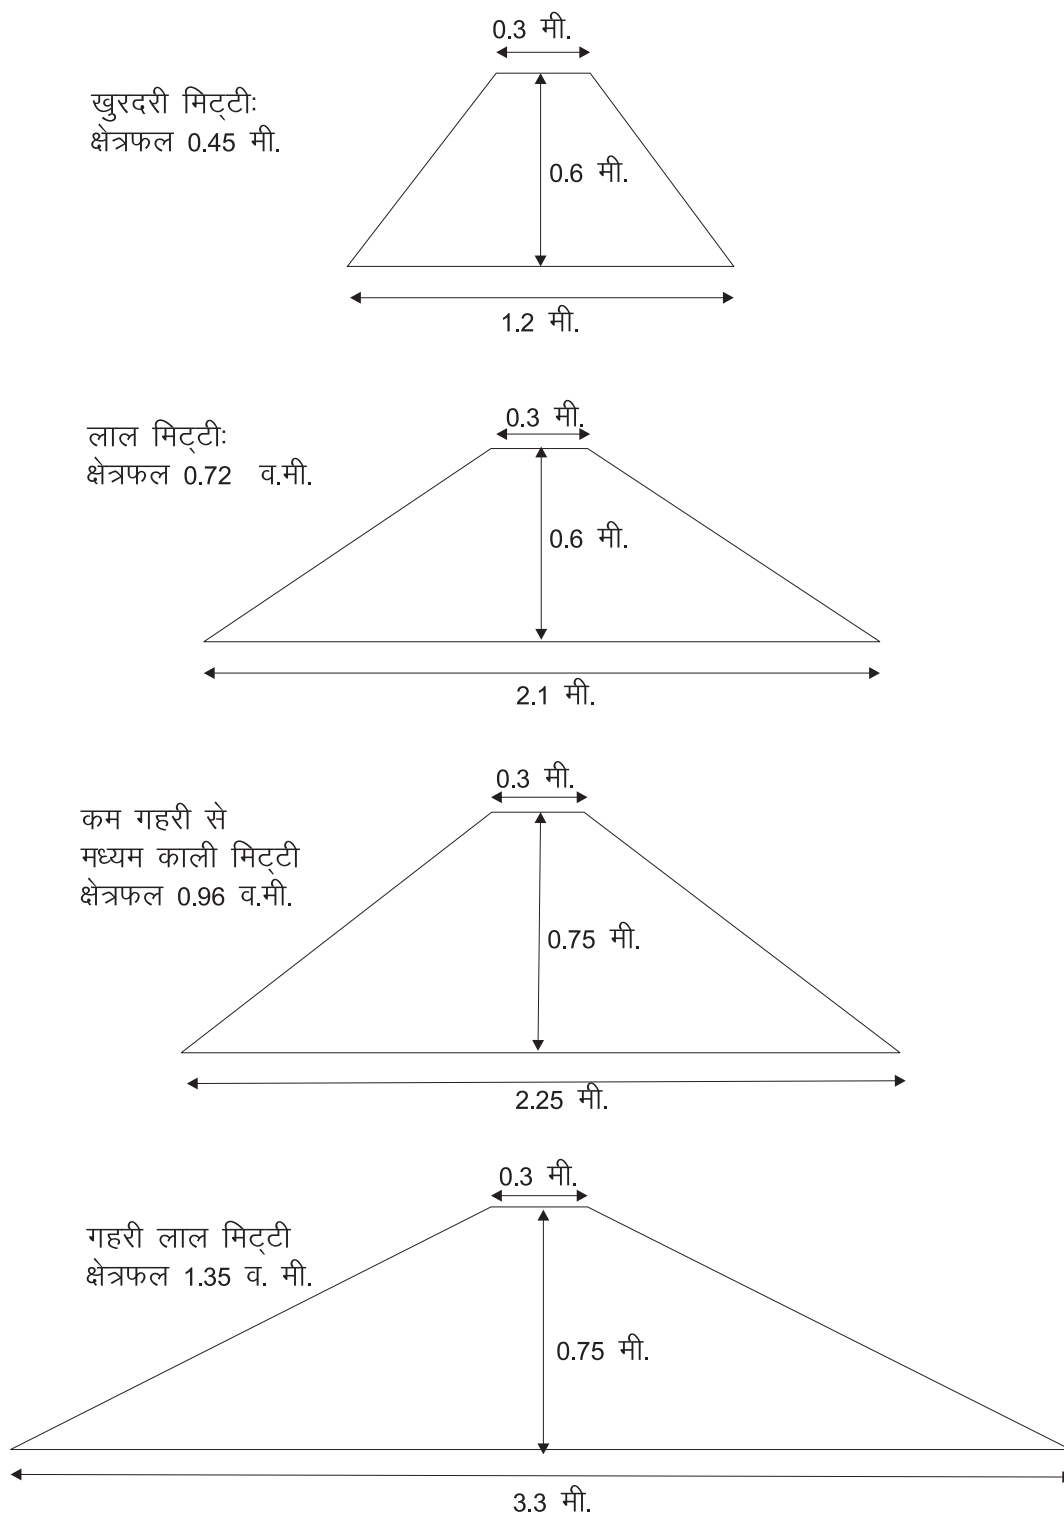 0.3 मी.
खुरदरी मिट्टीः
क्षेत्रफल 0.45 मी.
0.6 मी.
1.2 मी.
0.3 मी.
लाल मिट्टीः
क्षेत्रफल 0.72 व.मी.
0.6 मी.
2.1 मी.
0.3 मी.
कम गहरी से
मध्यम काली मिट्टी
क्षेत्रफल 0.96 व.मी.
0.75 मी.
2.25 मी.
0.3 मी.
गहरी लाल मिट्टी
क्षेत्रफल 1.35 व. मी.
0.75 मी.
3.3 मी.